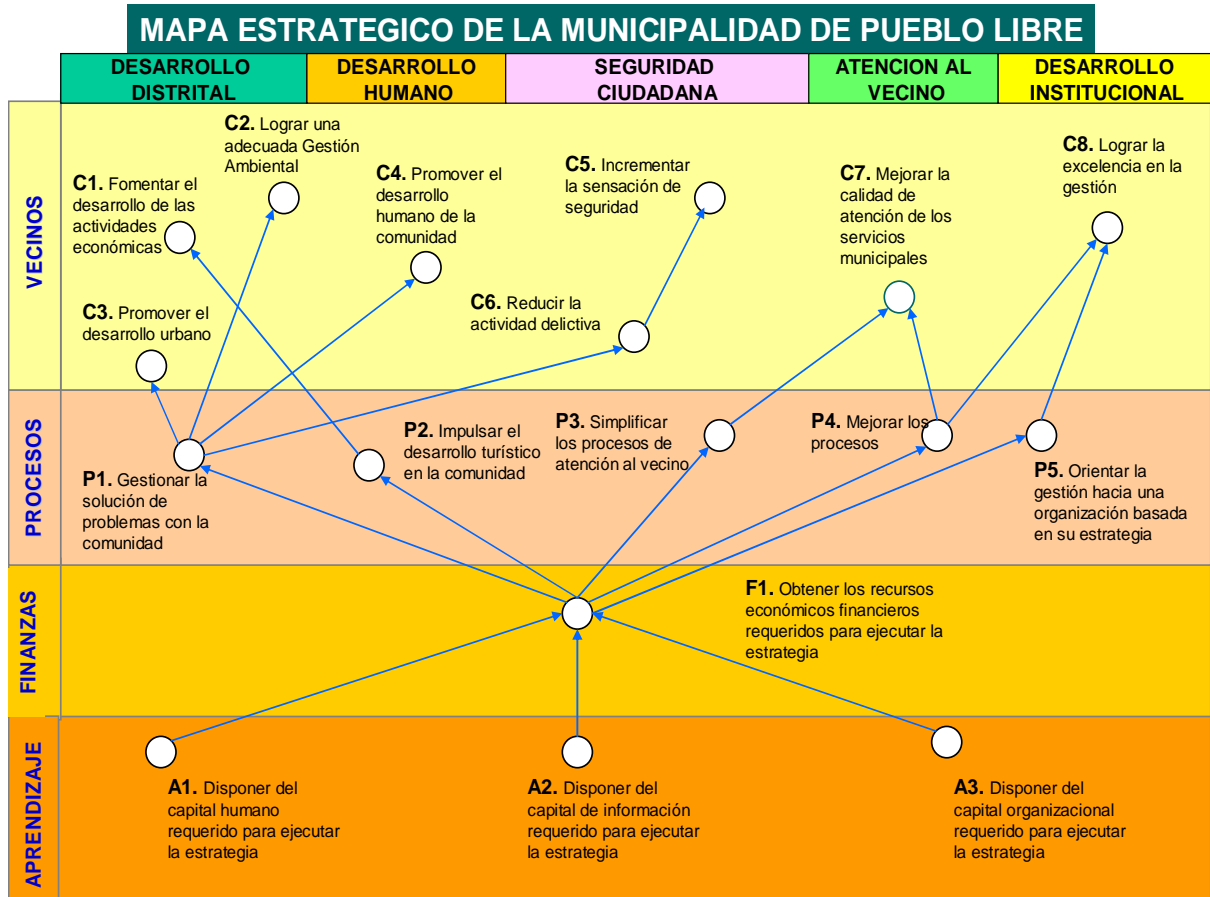 MAPA ESTRATEGICO DE LA MUNICIPALIDAD DE PUEBLO LIBRE
DESARROLLO
DISTRITAL
DESARROLLO
HUMANO
SEGURIDAD
CIUDADANA
ATENCION AL
VECINO
DESARROLLO
INSTITUCIONAL
VECINOS
C1. Fomentar el
desarrollo de las
actividades
económicas
C2. Lograr una
adecuada Gestión
Ambiental
C3. Promover el
desarrollo urbano
C4. Promover el
desarrollo
humano de la
comunidad
C5. Incrementar
la sensación de
seguridad
C6. Reducir la
actividad delictiva
C7. Mejorar la
calidad de
atención de los
servicios
municipales
C8. Lograr la
excelencia en la
gestión
PROCESOS
P1. Gestionar la
solución de
problemas con la
comunidad
P2. Impulsar el
desarrollo turístico
en la comunidad
P3. Simplificar
los procesos de
atención al vecino
P4. Mejorar los
procesos
P5. Orientar la
gestión hacia una
organización basada
en su estrategia
FINANZAS
F1. Obtener los recursos
económicos financieros
requeridos para ejecutar la
estrategia
APRENDIZAJE
A1. Disponer del
capital humano
requerido para ejecutar
la estrategia
A2. Disponer del
capital de información
requerido para ejecutar
la estrategia
A3. Disponer del
capital organizacional
requerido para ejecutar
la estrategia